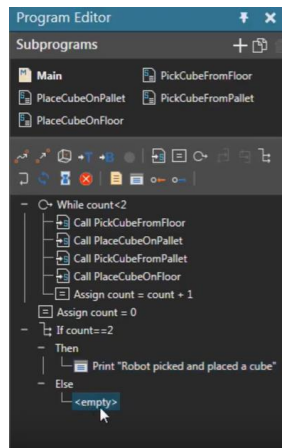 Program Editor
Subprograms
Main
PickCubeFromFloor
PlaceCubeOnPallet
PickCubeFromPallet
PlaceCubeOnFloor
While count<2
Call PickCubeFromFloor
Call PlaceCubeOnPallet
Call PickCubeFromPallet
Call PlaceCubeOnFloor
Assign count = count + 1
Assign count = 0
If count==2
Then
Print "Robot picked and placed a cube"
Else
<empty>